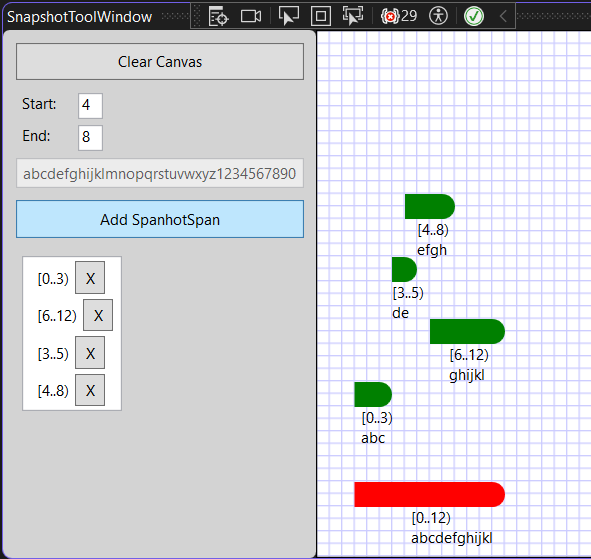 SnapshotToolWindow
29
Clear Canvas
Start: 4
End: 8
abcdefghijklmnopqrstuvwxyz1234567890
Add SpanhotSpan
[0..3) X
[6..12) X
[3..5) X
[4..8) X
[4..8)
efgh
[3..5)
de
[6..12)
ghijkl
[0..3)
abc
[0..12)
abcdefghijkl